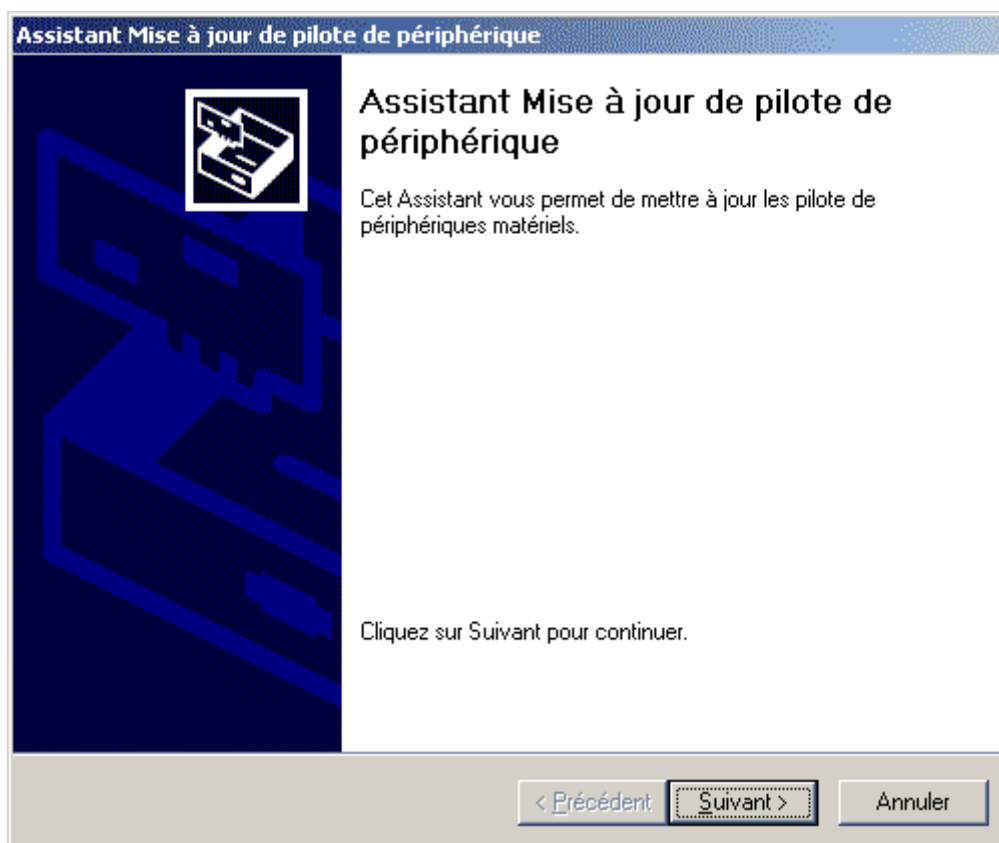 Assistant Mise à jour de pilote de périphérique
Assistant Mise à jour de pilote de
périphérique
Cet Assistant vous permet de mettre à jour les pilote de
périphériques matériels.
Cliquez sur Suivant pour continuer.
< Précédent
Suivant >
Annuler